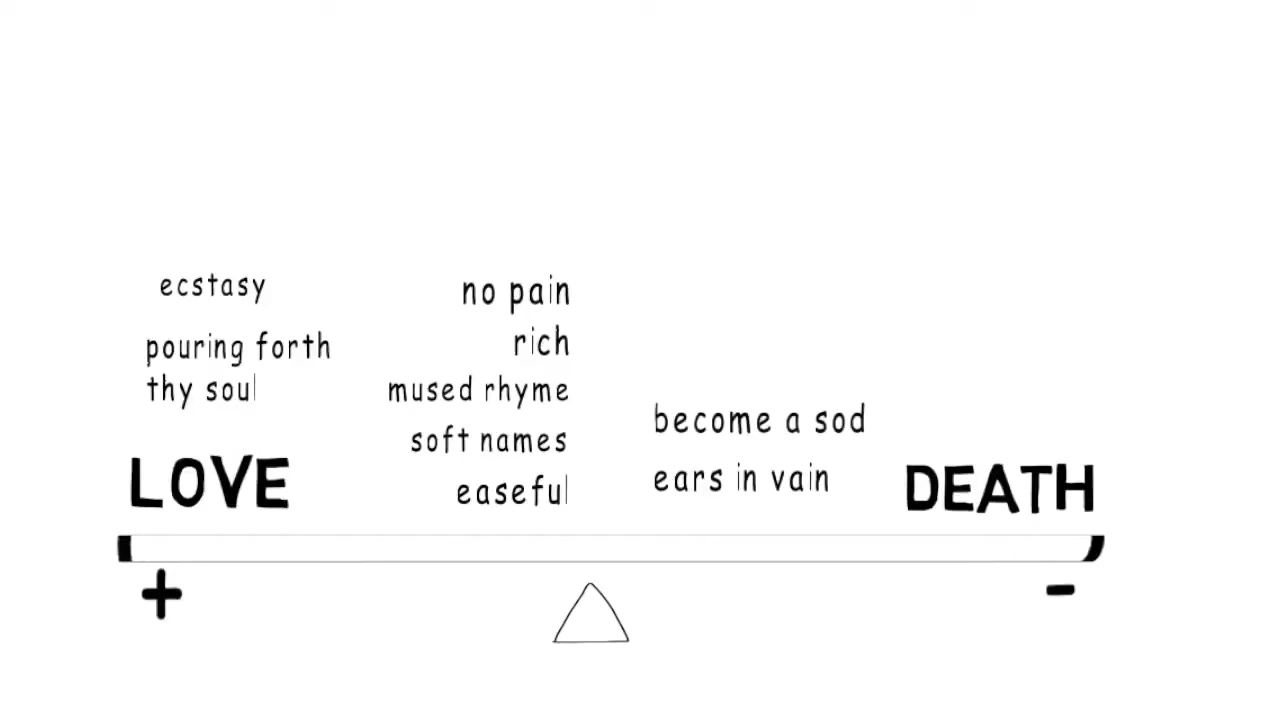 ecstasy
pouring forth
thy soul
LOVE
no pain
rich
mused rhyme
soft names
easeful
become a sod
ears in vain
DEATH
+
-